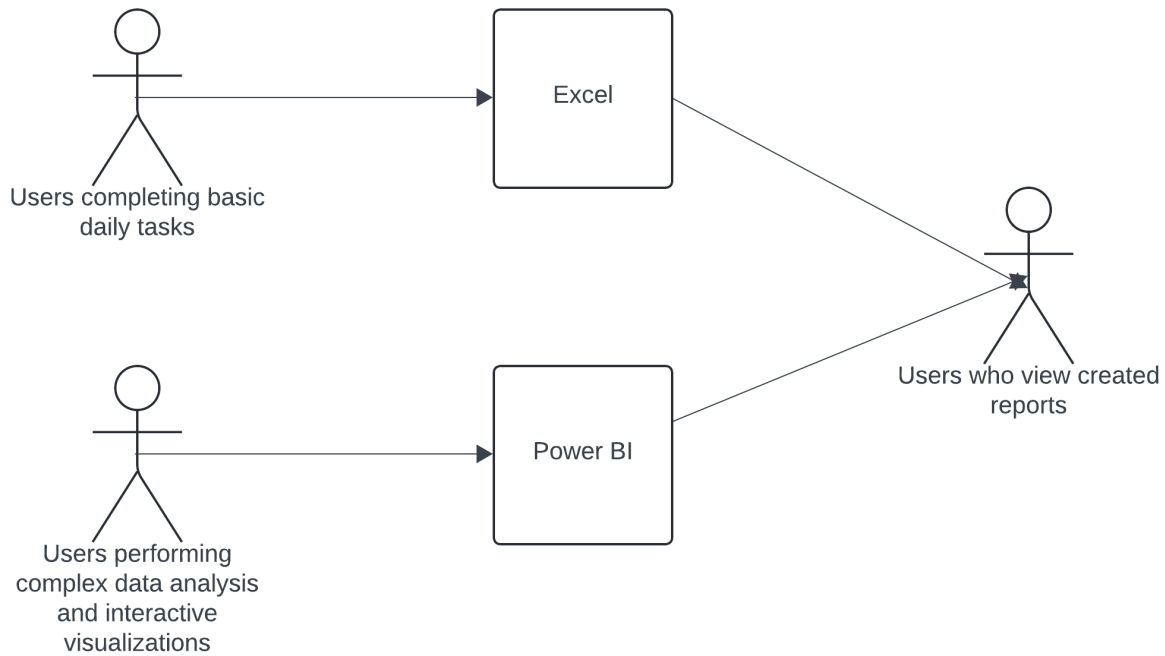 Excel
Users completing basic
daily tasks
Users who view created
reports
Power BI
Users performing
complex data analysis
and interactive
visualizations